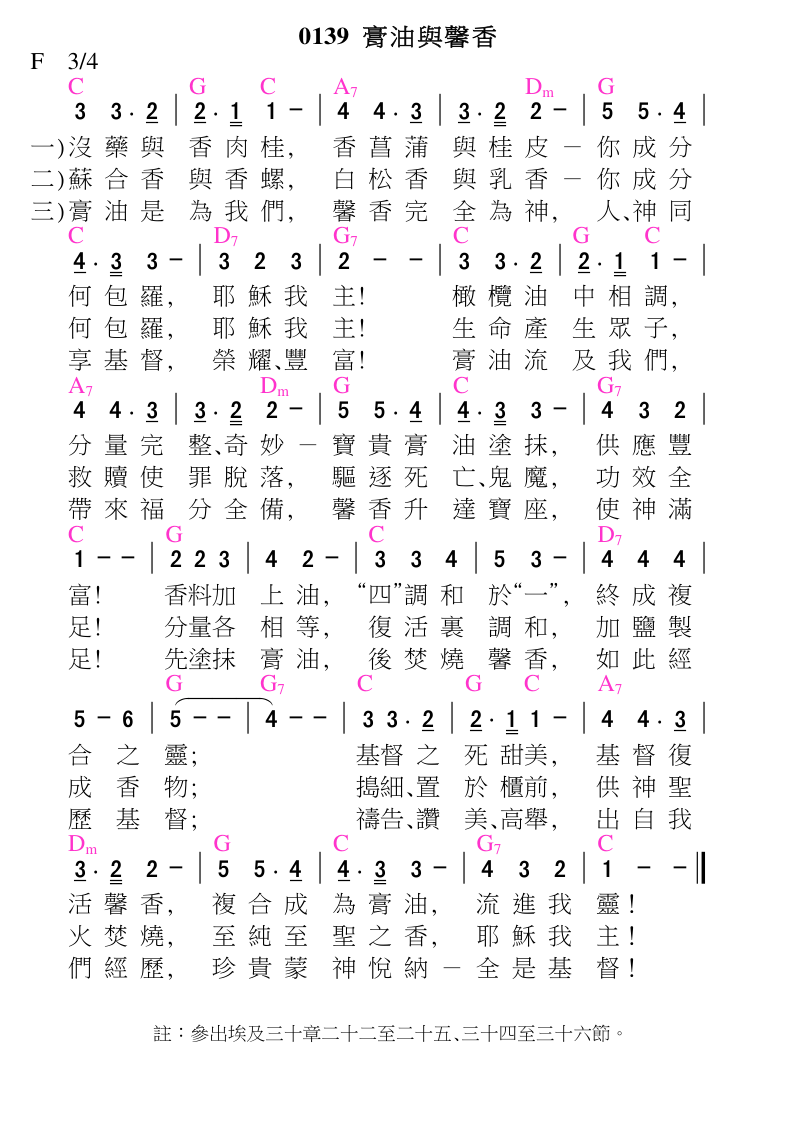 0139 膏油與馨香
F 3/4
C G C A7 Dm G
3 3·2 | 2·1 1 - | 4 4·3 | 3·2 2 - | 5 5·4 |
一)沒藥與 香肉桂, 香菖蒲 與桂皮－你成分
二)蘇合香 與香螺, 白松香 與乳香－你成分
三)膏油是 為我們, 馨香完 全為神, 人、神同
C D7 G7 C G C
4·3 3 - | 3 2 3 | 2 - - | 3 3·2 | 2·1 1 - |
何包羅, 耶穌我 主! 橄欖油 中相調,
何包羅, 耶穌我 主! 生命產 生眾子,
享基督, 榮耀、豐 富! 膏油流 及我們,
A7 Dm G C G7
4 4·3 | 3·2 2 - | 5 5·4 | 4·3 3 - | 4 3 2 |
分量完 整、奇妙－寶貴膏 油塗抹, 供應豐
救贖使 罪脫落, 驅逐死 亡、鬼魔, 功效全
帶來福 分全備, 馨香升 達寶座, 使神滿
C G C D7
1 - - | 2 2 3 | 4 2 - | 3 3 4 | 5 3 - | 4 4 4 |
富! 香料加 上油, “四”調和 於“一”, 終成複
足! 分量各 相等, 復活裏 調和, 加鹽製
足! 先塗抹 膏油, 後焚燒 馨香, 如此經
G G7 C G C A7
5 - 6 | 5 - - | 4 - - | 3 3·2 | 2·1 1 - | 4 4·3 |
合之 靈; 基督之 死甜美, 基督復
成香 物; 搗細、置 於櫃前, 供神聖
歷基 督; 禱告、讚 美、高舉, 出自我
Dm G C G7 C
3·2 2 - | 5 5·4 | 4·3 3 - | 4 3 2 | 1 - - ‖
活馨香, 複合成 為膏油, 流進我 靈!
火焚燒, 至純至 聖之香, 耶穌我 主!
們經歷, 珍貴蒙 神悅納－全是基 督!
註：參出埃及三十章二十二至二十五、三十四至三十六節。